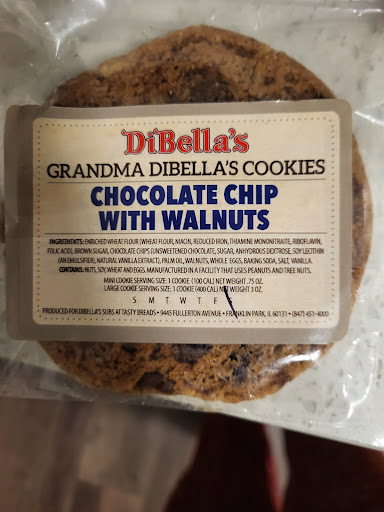 DiBella's
GRANDMA DIBELLA'S COOKIES
CHOCOLATE CHIP
WITH WALNUTS
INGREDIENTS: ENRICHED WHEAT FLOUR (WHEAT FLOUR, NIACIN, REDUCED IRON, THIAMINE MONONITRAITE, RIBOFLAVIN,
FOLIC ACID), BROWN SUGAR, CHOCOLATE CHIPS (UNSWEETENED CHOCOLATE, SUGAR, ANHYDROUS DEXTROSE, SOY LECITHIN
(AN EMULSIFIER), NATURAL VANILLA EXTRACT), PALM OIL, WALNUTS, WHOLE EGGS, BAKING SODA, SALT, VANILLA.
CONTAINS: NUTS, SOY, WHEAT AND EGGS. MANUFACTURED IN A FACILITY THAT USES PEANUTS AND TREE NUTS.
MINI COOKIE SERVING SIZE: 1 COOKIE (100 CAL) NET WEIGHT .75 OZ.
LARGE COOKIE SERVING SIZE: 1 COOKIE (400 CAL) NET WEIGHT 3 OZ.
S M T W T F
PRODUCED FOR DIBELLA'S SUBS AT TASTY BREADS • 9445 FULLERTON AVENUE • FRANKLIN PARK, IL 60131 • (847) 451-4000